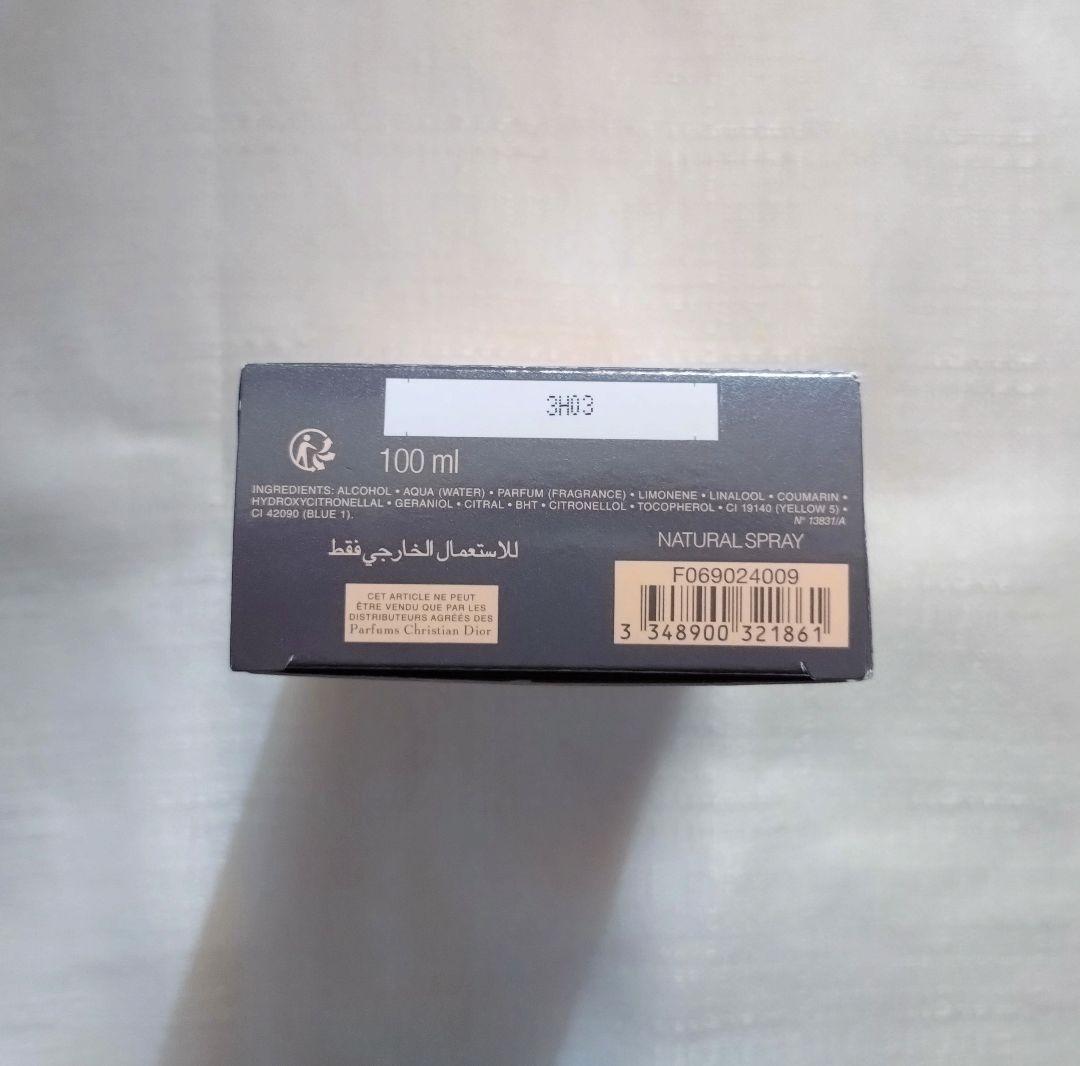 3H03
100 ml
INGREDIENTS: ALCOHOL • AQUA (WATER) • PARFUM (FRAGRANCE) • LIMONENE • LINALOOL • COUMARIN •
HYDROXYCITRONELLAL • GERANIOL • CITRAL • BHT • CITRONELLOL • TOCOPHEROL • CI 19140 (YELLOW 5) •
CI 42090 (BLUE 1).
N° 13831/A
للاستعمال الخارجي فقط
NATURAL SPRAY
CET ARTICLE NE PEUT
ÊTRE VENDU QUE PAR LES
DISTRIBUTEURS AGRÉÉS DES
Parfums Christian Dior
F069024009
3 348900 321861